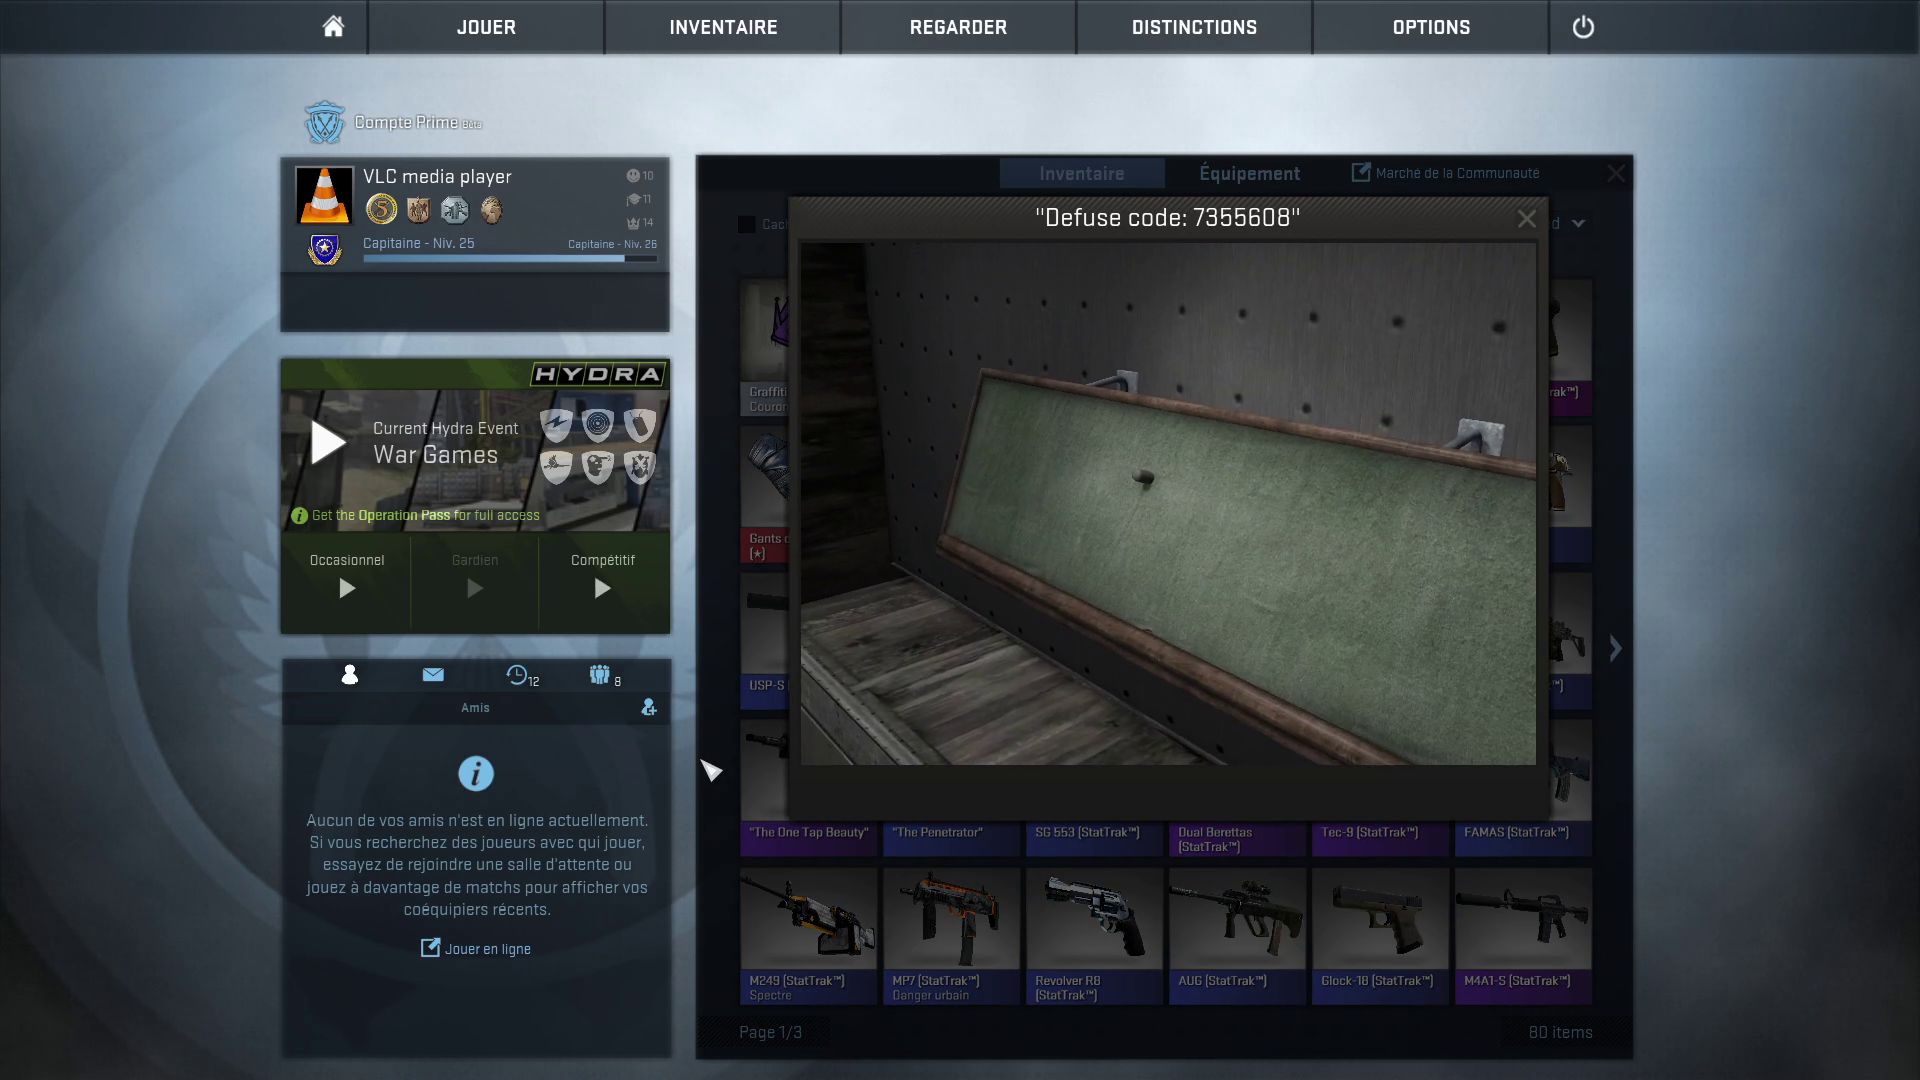 JOUER
INVENTAIRE
REGARDER
DISTINCTIONS
OPTIONS
Compte Prime Bêta
VLC media player
10
11
14
5
Capitaine - Niv. 25
Capitaine - Niv. 26
HYDRA
Current Hydra Event
War Games
Get the Operation Pass for full access
Occasionnel
Gardien
Compétitif
12
8
Amis
Aucun de vos amis n'est en ligne actuellement.
Si vous recherchez des joueurs avec qui jouer,
essayez de rejoindre une salle d'attente ou
jouez à davantage de matchs pour afficher vos
coéquipiers récents.
Jouer en ligne
Inventaire
Équipement
Marché de la Communauté
"Defuse code: 7355608"
Graffiti
Gants
(★)
USP-S
"The One Tap Beauty"
"The Penetrator"
SG 553 (StatTrak™)
Dual Berettas
(StatTrak™)
Tec-9 (StatTrak™)
FAMAS (StatTrak™)
M249 (StatTrak™)
Spectre
MP7 (StatTrak™)
Danger urbain
Revolver R8
(StatTrak™)
AUG (StatTrak™)
Glock-18 (StatTrak™)
M4A1-S (StatTrak™)
Page 1/3
80 items